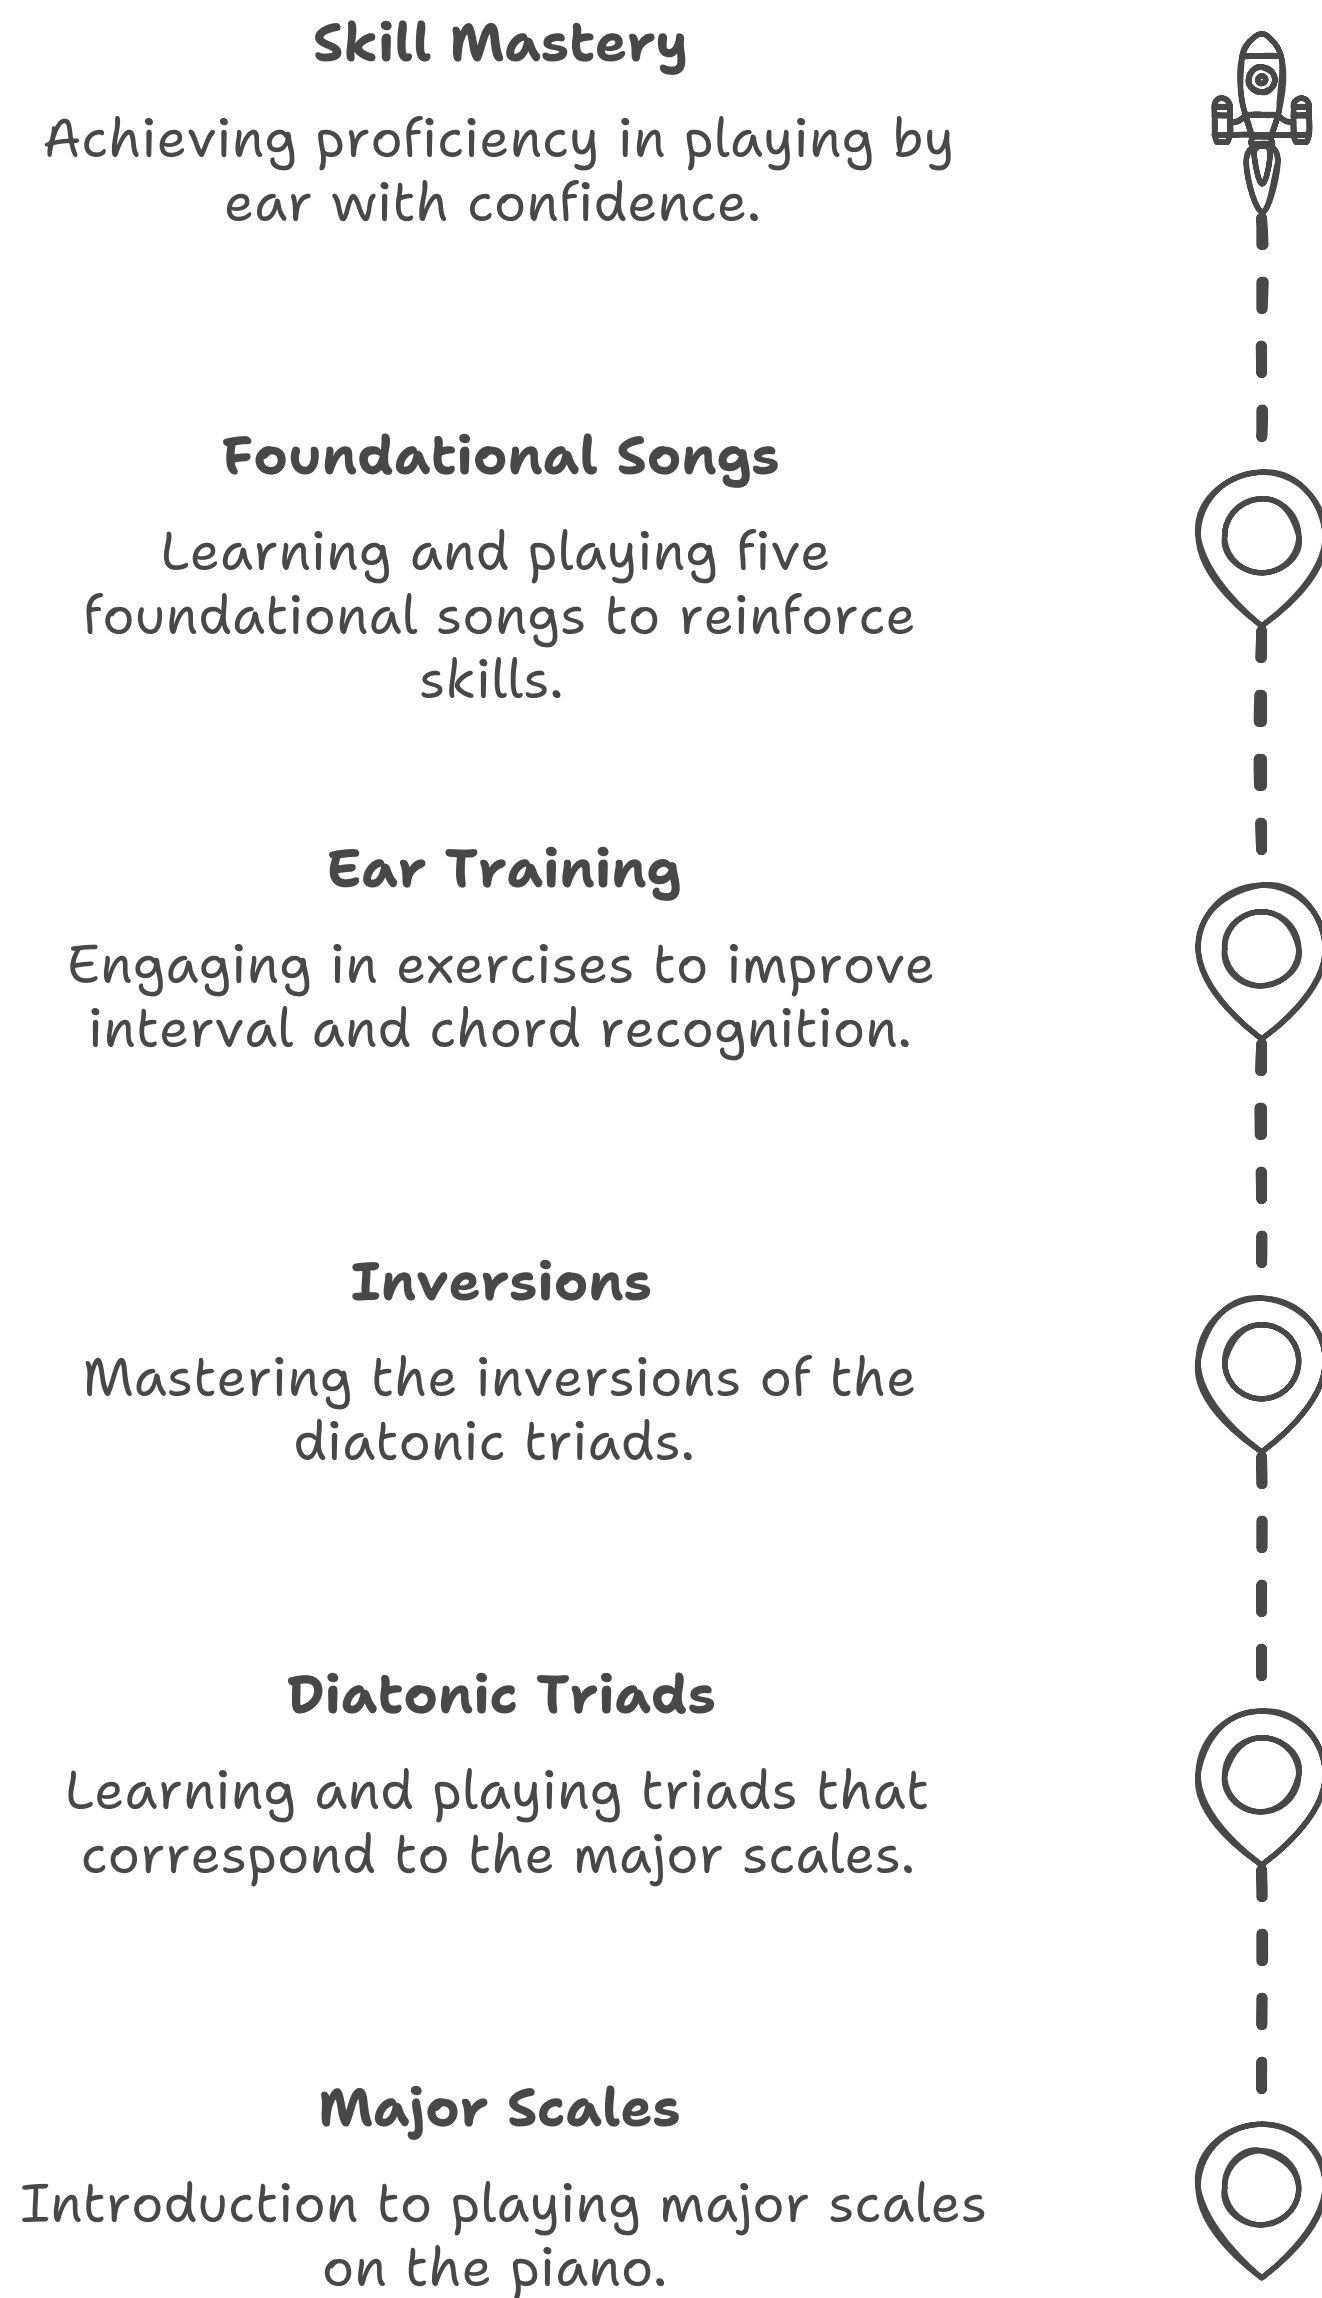 Skill Mastery
Achieving proficiency in playing by
ear with confidence.
Foundational Songs
Learning and playing five
foundational songs to reinforce
skills.
Ear Training
Engaging in exercises to improve
interval and chord recognition.
Inversions
Mastering the inversions of the
diatonic triads.
Diatonic Triads
Learning and playing triads that
correspond to the major scales.
Major Scales
Introduction to playing major scales
on the piano.